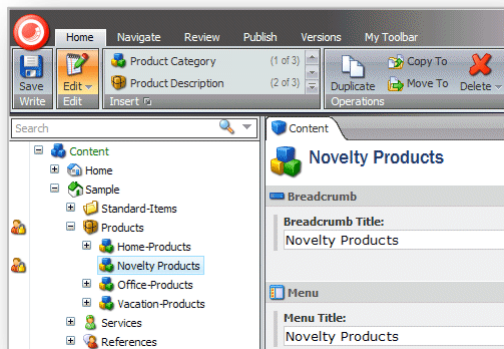 Home Navigate Review Publish Versions My Toolbar
Product Category (1 of 3) Copy To
Product Description (2 of 3) Move To
Save Edit Duplicate Delete
Write Edit Insert Operations
Search Content
Content
Novelty Products
Home
Sample
Breadcrumb
Standard-Items
Products
Breadcrumb Title:
Home-Products
Novelty Products
Novelty Products
Office-Products
Menu
Vacation-Products
Services
Menu Title:
References
Novelty Products